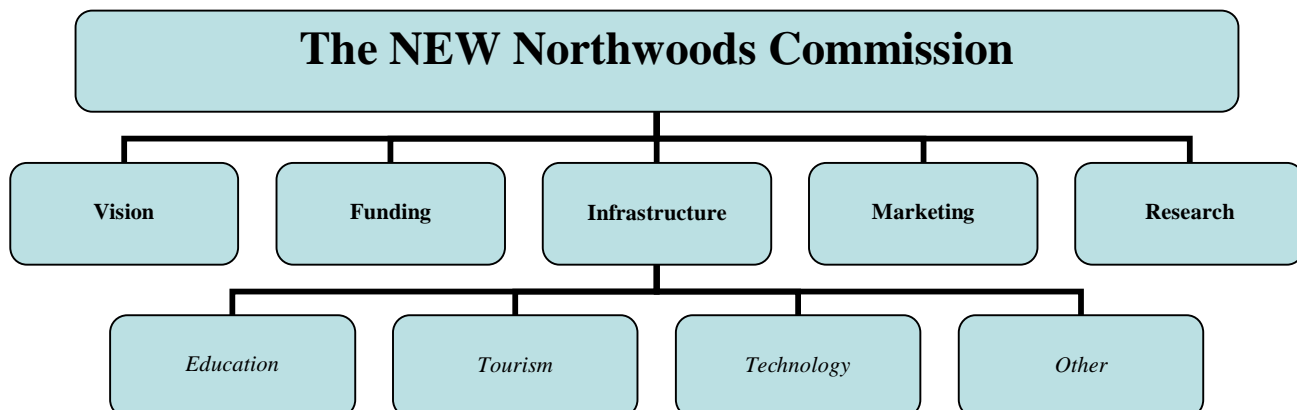 The NEW Northwoods Commission
Vision
Funding
Infrastructure
Marketing
Research
Education
Tourism
Technology
Other